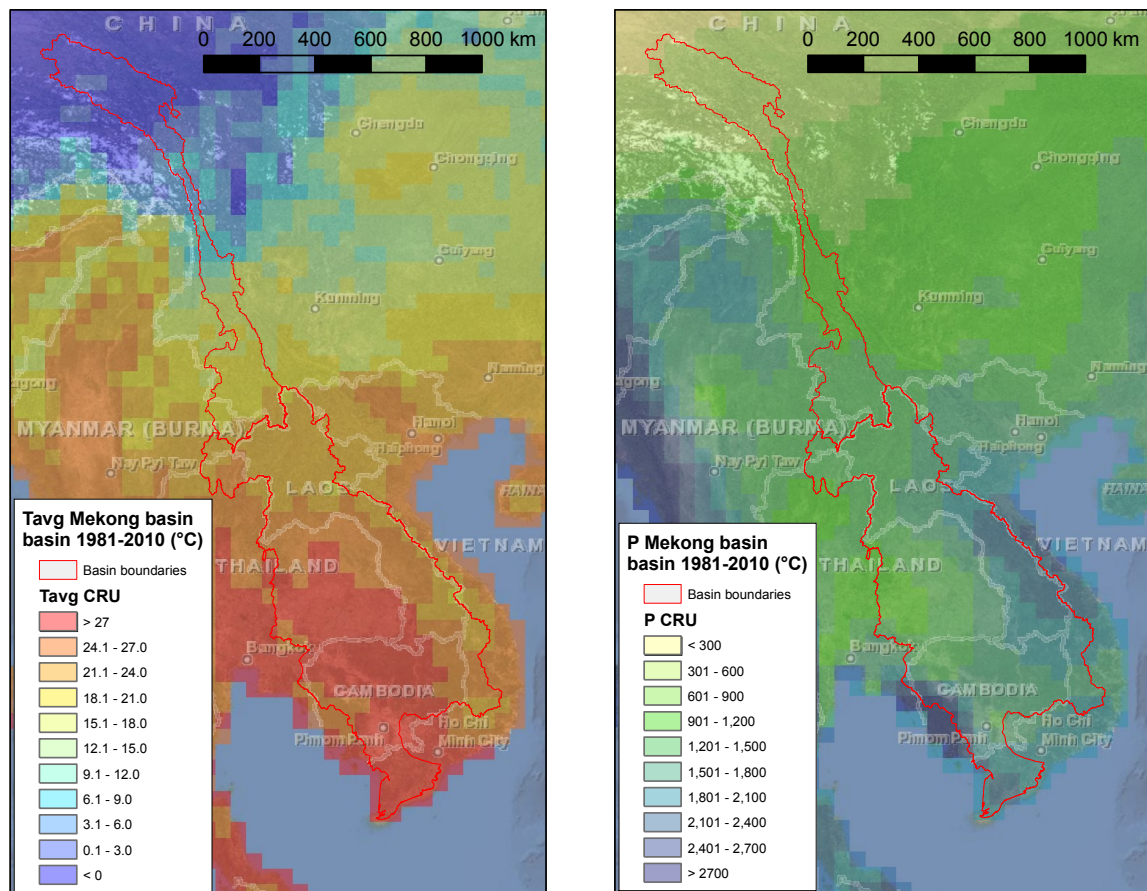 CHINA
0 200 400 600 800 1000 km
Chengdu
Chongqing
Guiyang
Kunming
Nanning
Hanoi
Haiphong
MYANMAR (BURMA)
Nay Pyi Taw
LAOS
VIETNAM
THAILAND
Bangkok
CAMBODIA
Phnom Penh
Ho Chi
Minh City
Tavg Mekong basin
basin 1981-2010 (°C)
Basin boundaries
Tavg CRU
> 27
24.1 - 27.0
21.1 - 24.0
18.1 - 21.0
15.1 - 18.0
12.1 - 15.0
9.1 - 12.0
6.1 - 9.0
3.1 - 6.0
0.1 - 3.0
< 0
CHINA
0 200 400 600 800 1000 km
Chengdu
Chongqing
Guiyang
Kunming
Nanning
Hanoi
Haiphong
MYANMAR (BURMA)
Nay Pyi Taw
LAOS
VIETNAM
THAILAND
Bangkok
CAMBODIA
Phnom Penh
Ho Chi
Minh City
P Mekong basin
basin 1981-2010 (°C)
Basin boundaries
P CRU
< 300
301 - 600
601 - 900
901 - 1,200
1,201 - 1,500
1,501 - 1,800
1,801 - 2,100
2,101 - 2,400
2,401 - 2,700
> 2700